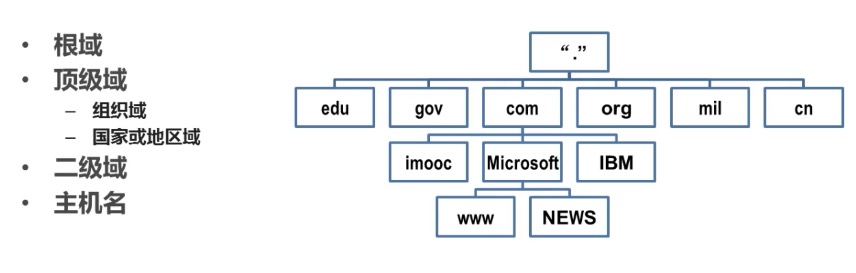 • 根域
• 顶级域
– 组织域
– 国家或地区域
• 二级域
• 主机名
“.”
edu gov com org mil cn
imooc Microsoft IBM
www NEWS